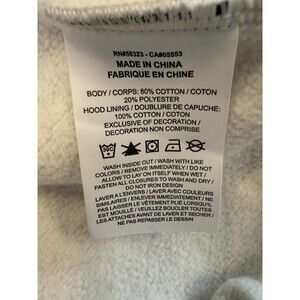 RN#56323 - CA#05553
MADE IN CHINA
FABRIQUE EN CHINE
BODY / CORPS: 80% COTTON / COTON
20% POLYESTER
HOOD LINING / DOUBLURE DE CAPUCHE:
100% COTTON / COTON
EXCLUSIVE OF DECORATION /
DECORATION NON COMPRISE
WASH INSIDE OUT / WASH WITH LIKE
COLORS / REMOVE IMMEDIATELY / DO NOT
ALLOW TO LAY ON ITSELF WHEN WET /
FASTEN ALL CLOSURES TO WASH AND DRY /
DO NOT IRON DESIGN
LAVER A L'ENVERS / LAVER AVEC COULEURS
SIMILAIRES / ENLEVER IMMEDIATEMENT / NE
PAS LAISSER LE VÊTEMENT PLIE LORSQU'IL
EST MOUILLE / VEUILLEZ BOUCLER TOUTES
LES ATTACHES AVANT DE LAVER ET SECHER /
NE PAS REPASSER LE DESSIN